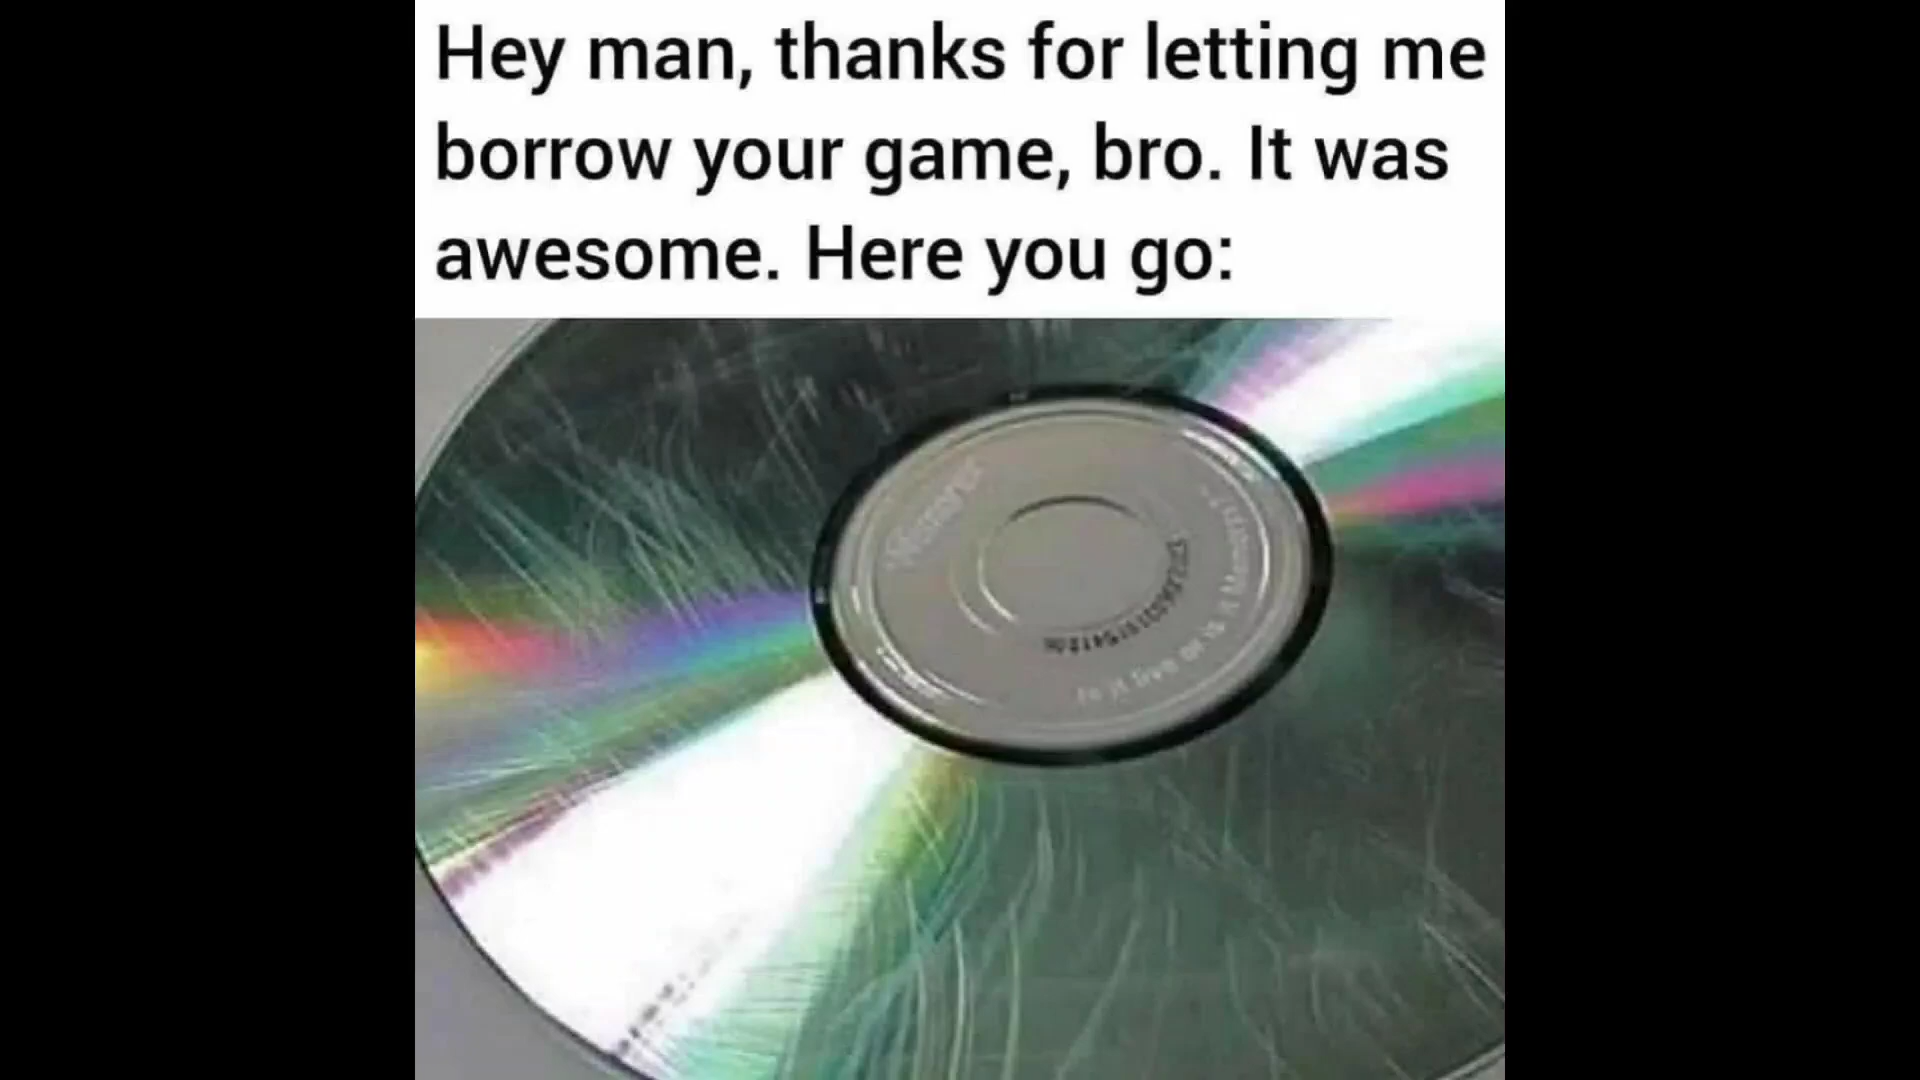 Hey man, thanks for letting me
borrow your game, bro. It was
awesome. Here you go: